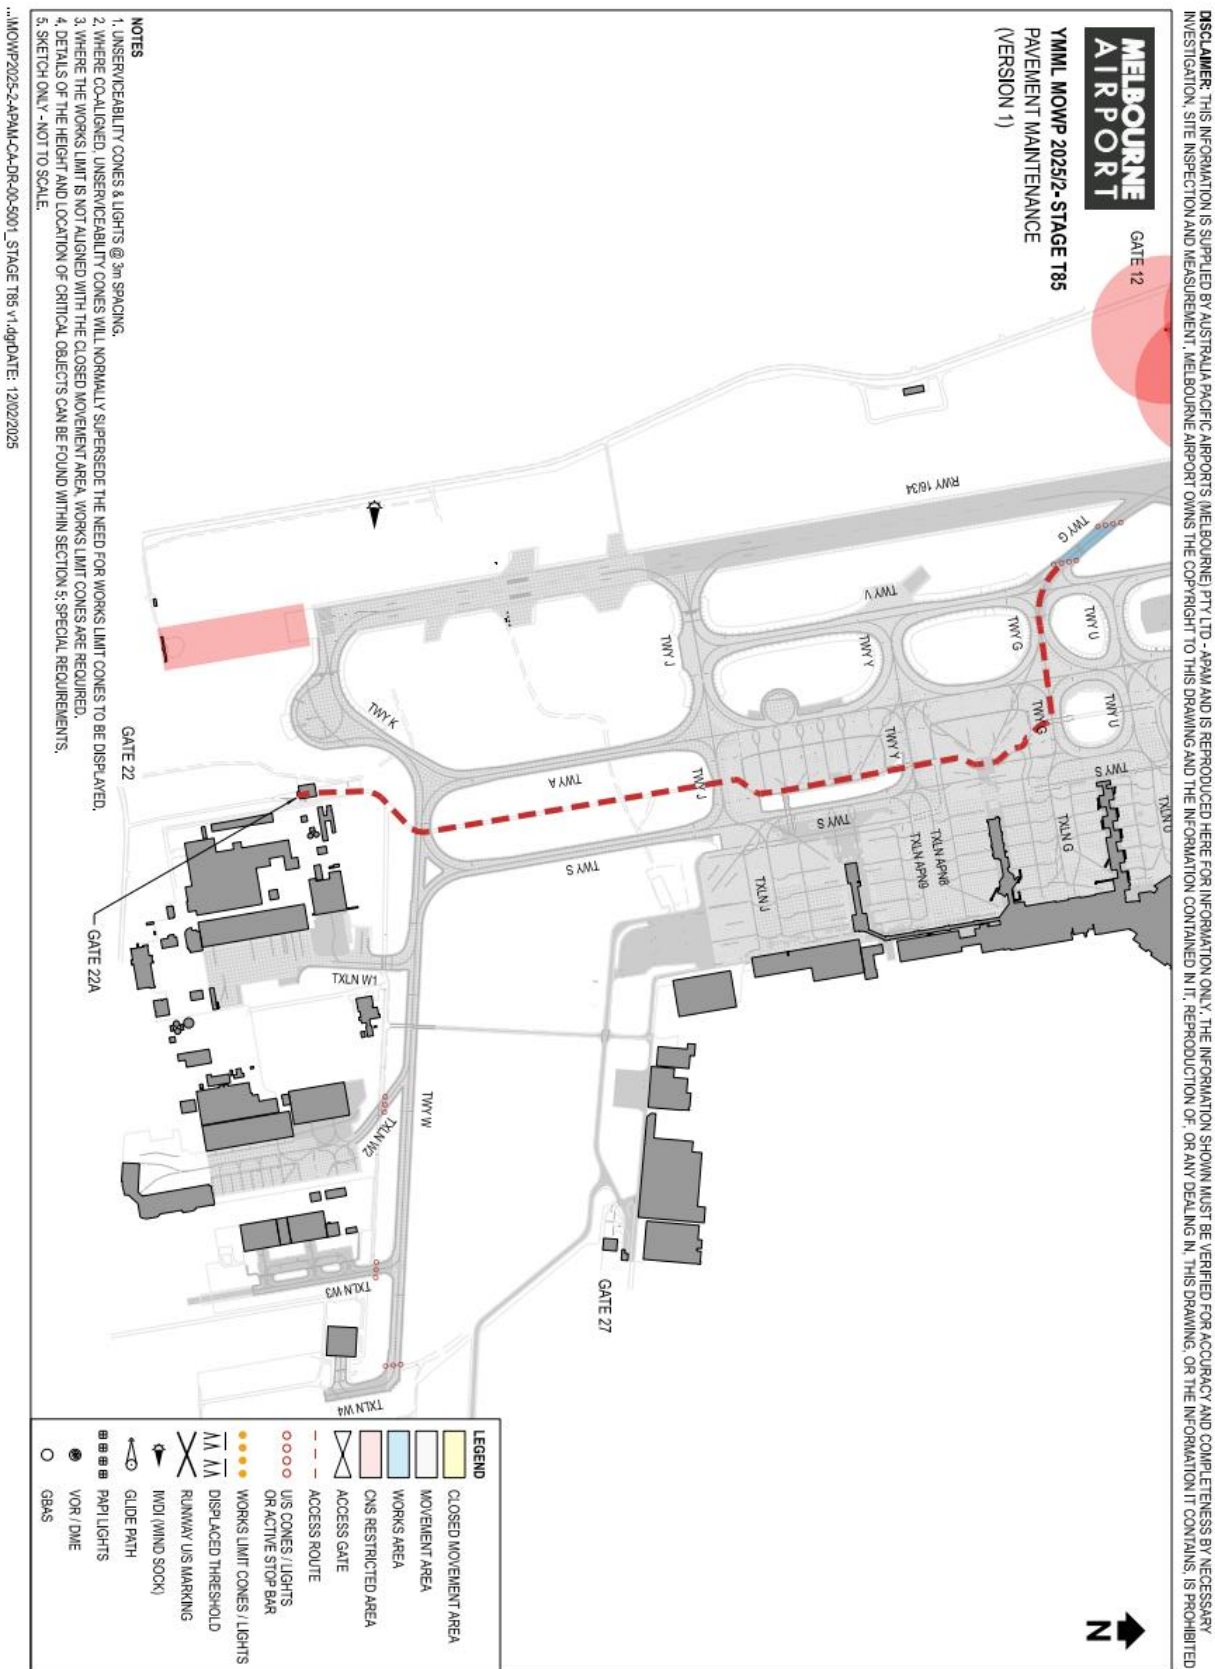 DISCLAIMER: THIS INFORMATION IS SUPPLIED BY AUSTRALIA PACIFIC AIRPORTS (MELBOURNE) PTY LTD - APAM AND IS REPRODUCED HERE FOR INFORMATION ONLY. THE INFORMATION SHOWN MUST BE VERIFIED FOR ACCURACY AND COMPLETENESS BY NECESSARY
INVESTIGATION, SITE INSPECTION AND MEASUREMENT. MELBOURNE AIRPORT OWNS THE COPYRIGHT TO THIS DRAWING AND THE INFORMATION CONTAINED IN IT. REPRODUCTION OF, OR ANY DEALING IN, THIS DRAWING, OR THE INFORMATION IT CONTAINS, IS PROHIBITED
MELBOURNE
AIRPORT
YMML MOWP 2025/2- STAGE T85
PAVEMENT MAINTENANCE
(VERSION 1)
GATE 12
RWY 16/34
TWY G
TWY V
TWY U
TWY G
TWY Y
TWY J
TWY U
TWY G
TWY Y
TWY J
TWY A
TWY K
TWY S
TXLN U
TXLN G
TXLN APN8
TXLN APN9
TWY S
TXLN J
TWY S
GATE 22
GATE 22A
TXLN W1
TWY W
TXLN W2
TXLN W3
TXLN W4
GATE 27
N
NOTES
1. UNSERVICEABILITY CONES & LIGHTS @ 3m SPACING.
2. WHERE CO-ALIGNED, UNSERVICEABILITY CONES WILL NORMALLY SUPERSEDE THE NEED FOR WORKS LIMIT CONES TO BE DISPLAYED.
3. WHERE THE WORKS LIMIT IS NOT ALIGNED WITH THE CLOSED MOVEMENT AREA, WORKS LIMIT CONES ARE REQUIRED.
4. DETAILS OF THE HEIGHT AND LOCATION OF CRITICAL OBJECTS CAN BE FOUND WITHIN SECTION 5: SPECIAL REQUIREMENTS.
5. SKETCH ONLY - NOT TO SCALE.
LEGEND
CLOSED MOVEMENT AREA
MOVEMENT AREA
WORKS AREA
CNS RESTRICTED AREA
ACCESS GATE
ACCESS ROUTE
U/S CONES / LIGHTS
OR ACTIVE STOP BAR
WORKS LIMIT CONES / LIGHTS
DISPLACED THRESHOLD
RUNWAY U/S MARKING
IWDI (WIND SOCK)
GLIDE PATH
PAPI LIGHTS
VOR / DME
GBAS
...\MOWP2025-2-APAM-CA-DR-00-5001_STAGE T85 v1.dgnDATE: 12/02/2025